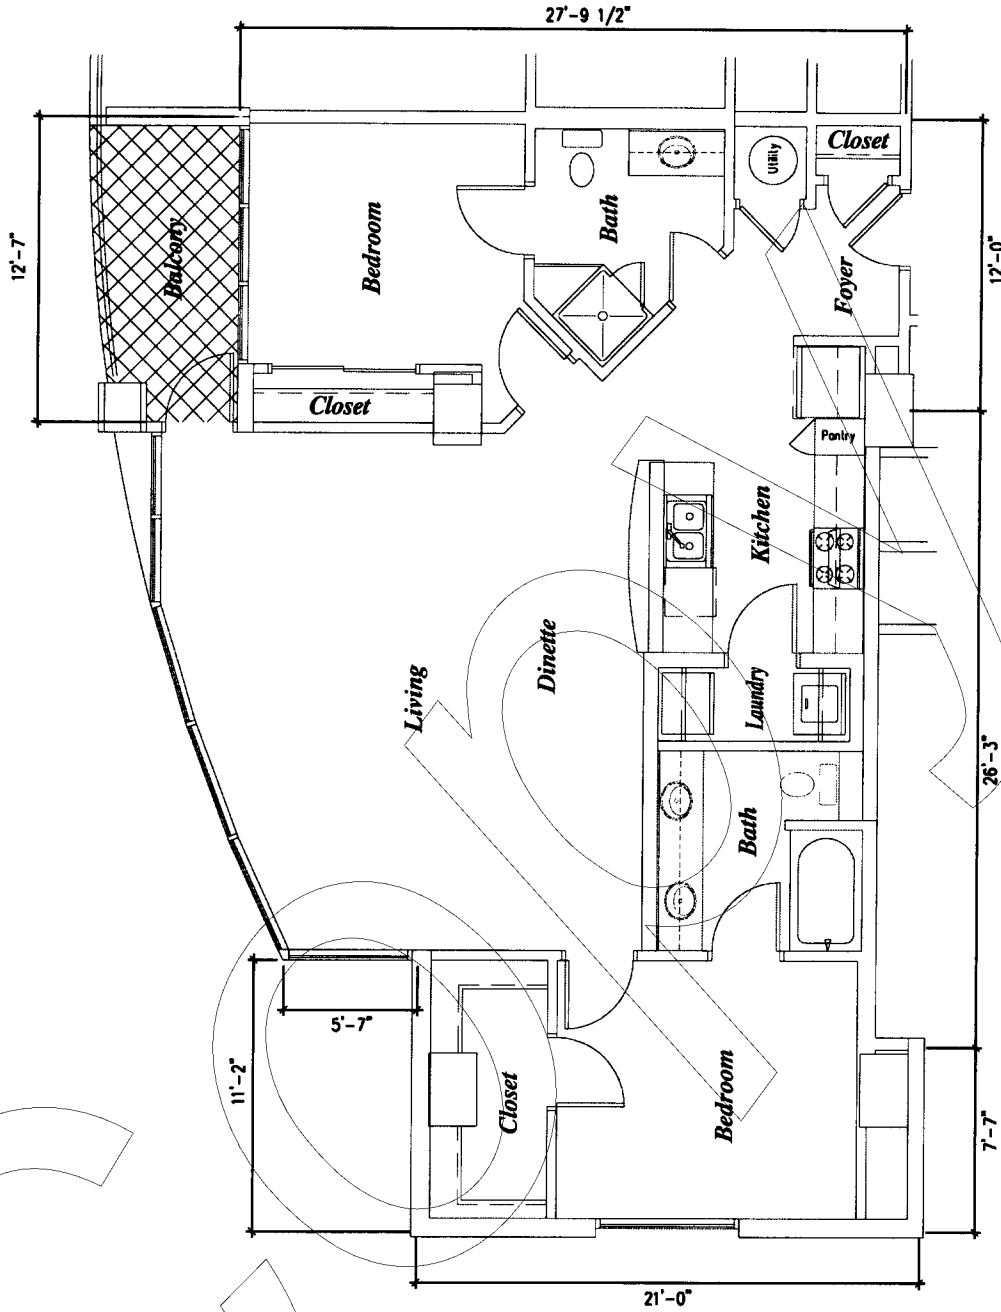 27'-9 1/2"
Closet
Utility
12'-7"
Balcony
Bedroom
Bath
Foyer
12'-0"
Closet
Pantry
Kitchen
Dinette
Living
Laundry
26'-3"
Bath
5'-7"
11'-2"
Closet
Bedroom
7'-7"
21'-0"